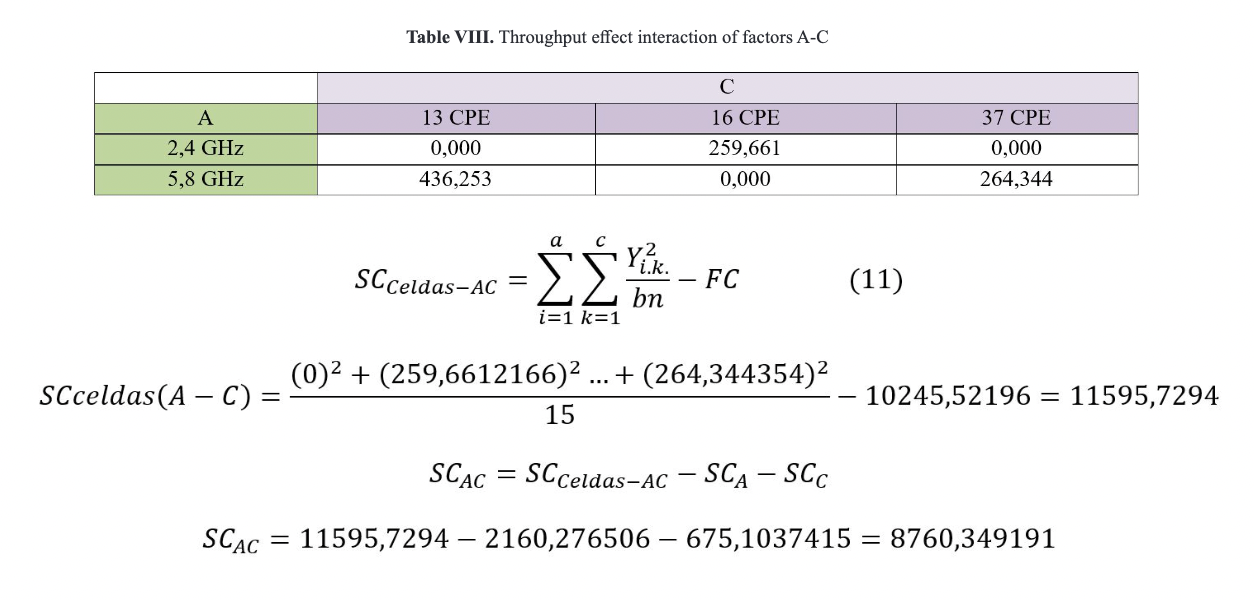 Table VIII. Throughput effect interaction of factors A-C
C
A 13 CPE 16 CPE 37 CPE
2,4 GHz 0,000 259,661 0,000
5,8 GHz 436,253 0,000 264,344
SC_{Celdas-AC} = \sum_{i=1}^{a} \sum_{k=1}^{c} \frac{Y_{i.k.}^{2}}{bn} - FC (11)
SCceldas(A - C) = \frac{(0)^2 + (259,6612166)^2 ... + (264,344354)^2}{15} - 10245,52196 = 11595,7294
SC_{AC} = SC_{Celdas-AC} - SC_A - SC_C
SC_{AC} = 11595,7294 - 2160,276506 - 675,1037415 = 8760,349191